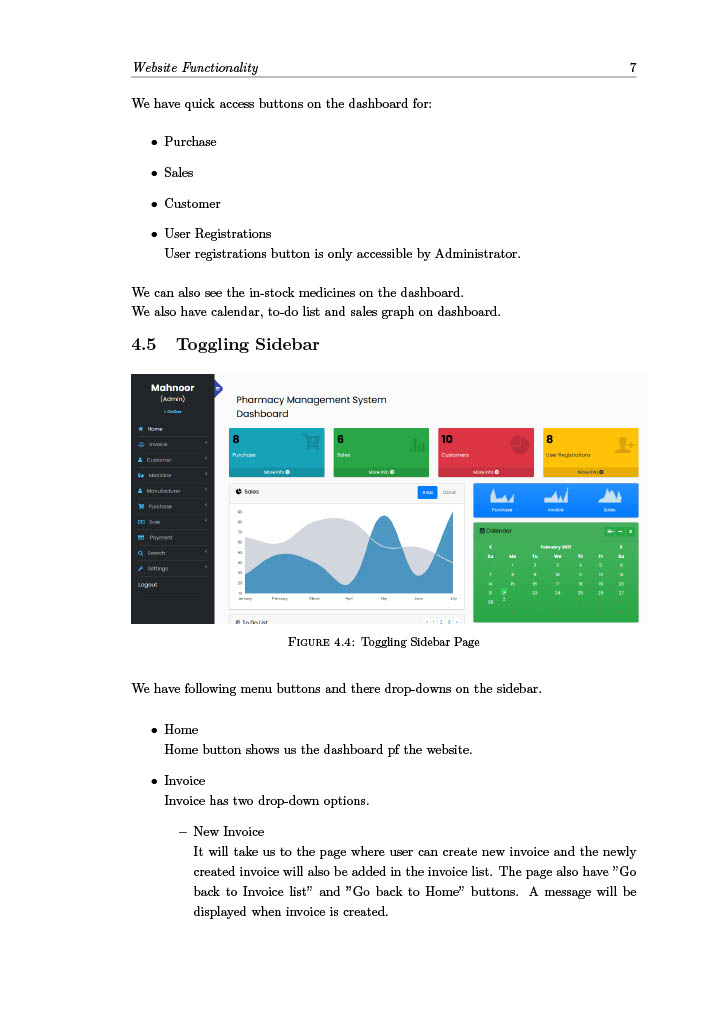 Website Functionality 7
We have quick access buttons on the dashboard for:
• Purchase
• Sales
• Customer
• User Registrations
User registrations button is only accessible by Administrator.
We can also see the in-stock medicines on the dashboard.
We also have calendar, to-do list and sales graph on dashboard.
4.5 Toggling Sidebar
Mahnoor
(Admin)
Online
Home
Invoice
Customer
Medicine
Manufacturer
Purchase
Sale
Payment
Search
Settings
Logout
Pharmacy Management System
Dashboard
8
Purchase
More info
6
Sales
More info
10
Customers
More info
8
User Registrations
More info
Sales
Area Donut
90
80
70
60
50
40
30
20
10
January February March April May June July
To Do List
« 1 2 3 »
Purchase Invoice Sales
Calendar
February 2021
Su Mo Tu We Th Fr Sa
1 2 3 4 5 6
7 8 9 10 11 12 13
14 15 16 17 18 19 20
21 22 23 24 25 26 27
28
FIGURE 4.4: Toggling Sidebar Page
We have following menu buttons and there drop-downs on the sidebar.
• Home
Home button shows us the dashboard pf the website.
• Invoice
Invoice has two drop-down options.
– New Invoice
It will take us to the page where user can create new invoice and the newly
created invoice will also be added in the invoice list. The page also have ”Go
back to Invoice list” and ”Go back to Home” buttons. A message will be
displayed when invoice is created.